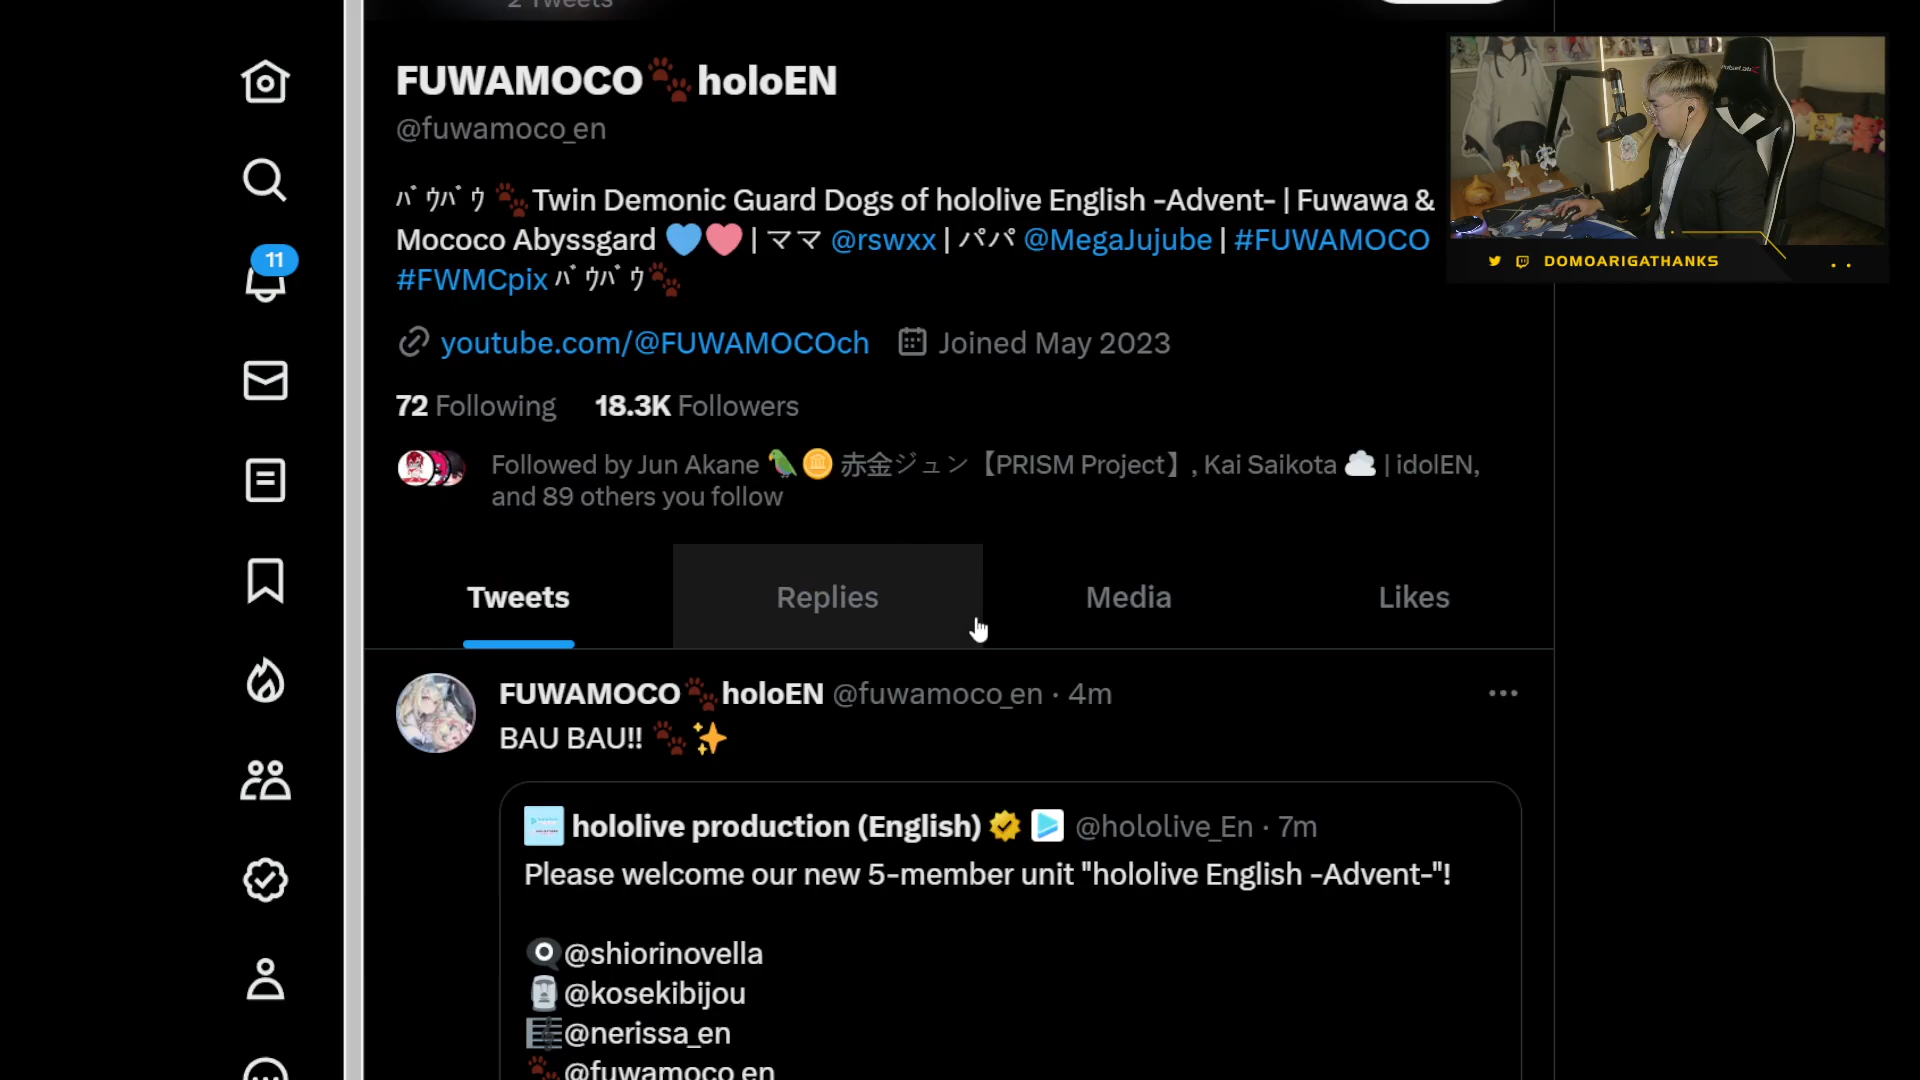 2 Tweets
FUWAMOCO🐾holoEN
@fuwamoco_en
ﾊﾞｳﾊﾞｳ🐾Twin Demonic Guard Dogs of hololive English -Advent- | Fuwawa &
Mococo Abyssgard 🩵🩷 | ママ @rswxx | パパ @MegaJujube | #FUWAMOCO
#FWMCpix ﾊﾞｳﾊﾞｳ🐾
youtube.com/@FUWAMOCOch Joined May 2023
72 Following 18.3K Followers
Followed by Jun Akane 🦜🪙 赤金ジュン【PRISM Project】, Kai Saikota ☁️ | idolEN,
and 89 others you follow
Tweets Replies Media Likes
FUWAMOCO🐾holoEN @fuwamoco_en · 4m
BAU BAU!! 🐾✨
hololive production (English) @hololive_En · 7m
Please welcome our new 5-member unit "hololive English -Advent-"!
👁‍🗨@shiorinovella
🗿@kosekibijou
🎼@nerissa_en
🐾@fuwamoco_en
11
DOMOARIGATHANKS